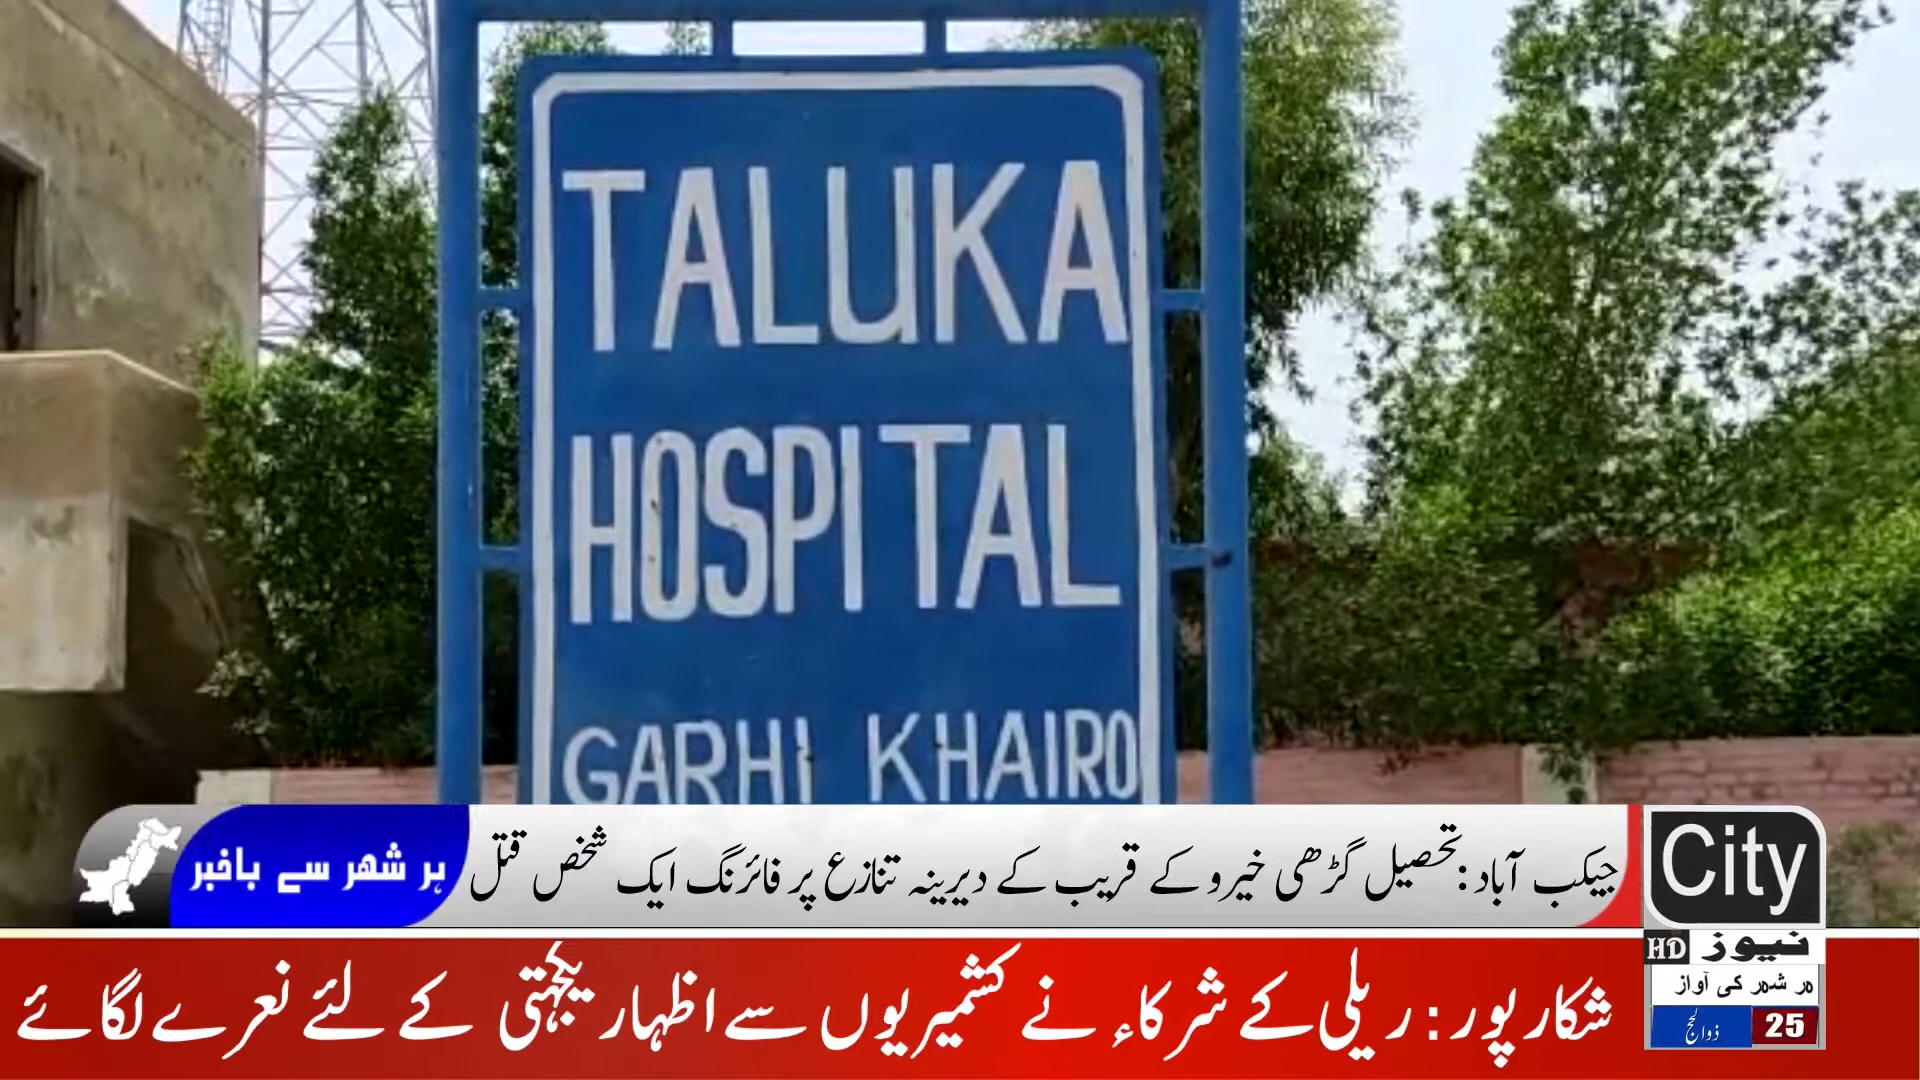 TALUKA
HOSPITAL
GARHI KHAIRO
جیکب آباد: تحصیل گڑھی خیرو کے قریب کے دیرینہ تنازع پر فائرنگ ایک شخص قتل
ہر شھر سے باخبر
City
HD نیوز
ہر شہر کی آواز
ذوالحج 25
شکارپور: ریلی کے شرکاء نے کشمیریوں سے اظہار یکجہتی کے لئے نعرے لگائے